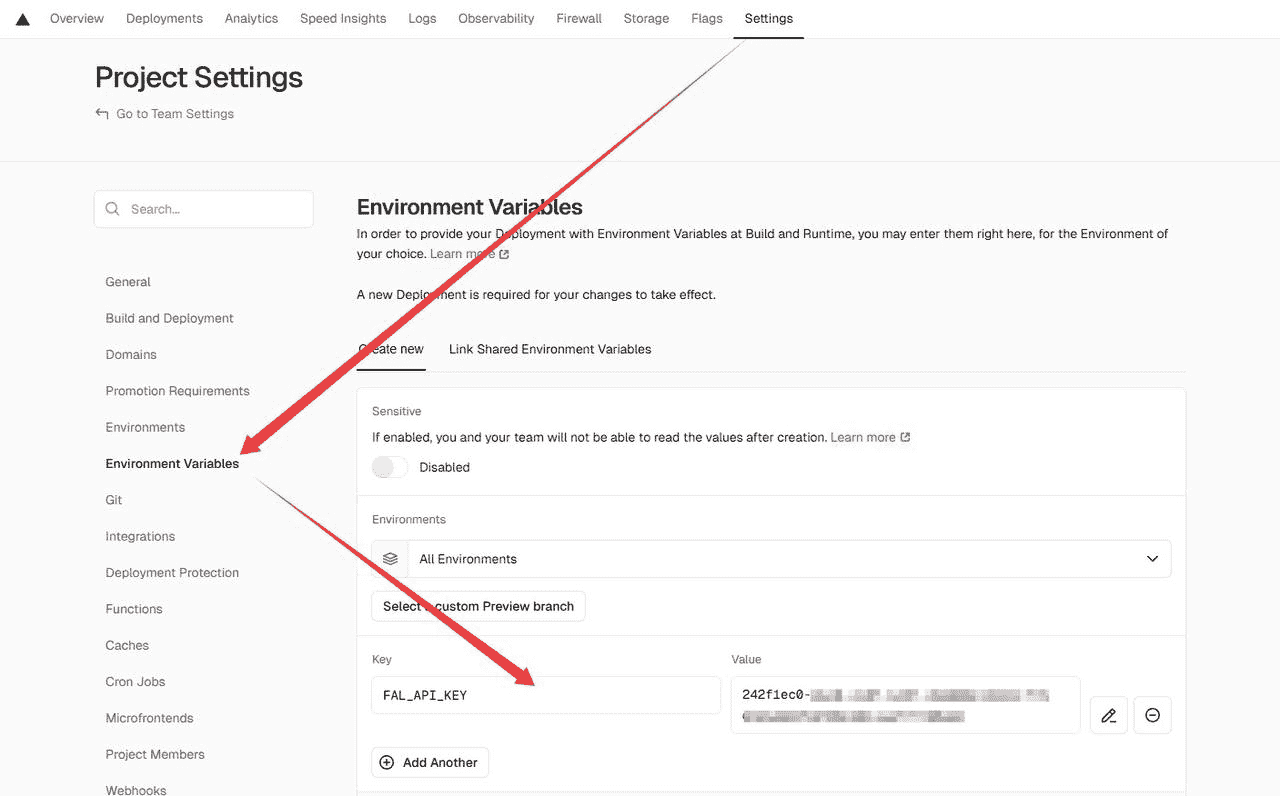 Overview Deployments Analytics Speed Insights Logs Observability Firewall Storage Flags Settings
Project Settings
Go to Team Settings
Search...
General
Build and Deployment
Domains
Promotion Requirements
Environments
Environment Variables
Git
Integrations
Deployment Protection
Functions
Caches
Cron Jobs
Microfrontends
Project Members
Webhooks
Environment Variables
In order to provide your Deployment with Environment Variables at Build and Runtime, you may enter them right here, for the Environment of
your choice. Learn more
A new Deployment is required for your changes to take effect.
Create new Link Shared Environment Variables
Sensitive
If enabled, you and your team will not be able to read the values after creation. Learn more
Disabled
Environments
All Environments
Select a custom Preview branch
Key Value
FAL_API_KEY 242f1ec0-
Add Another